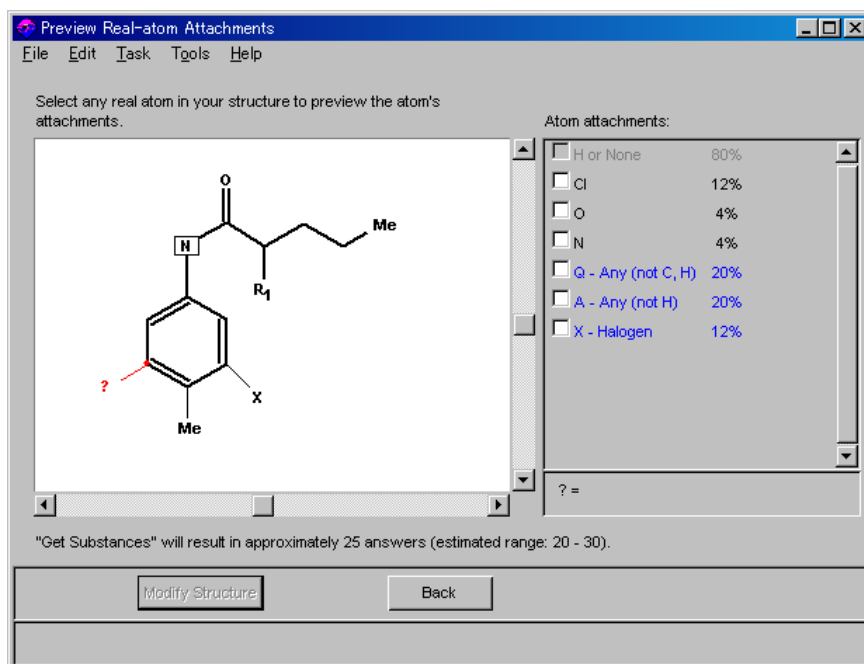 Preview Real-atom Attachments
File Edit Task Tools Help
Select any real atom in your structure to preview the atom's
attachments.
Atom attachments:
H or None 80%
Cl 12%
O 4%
N 4%
Q - Any (not C, H) 20%
A - Any (not H) 20%
X - Halogen 12%
O
N
Me
R1
?
X
Me
? =
"Get Substances" will result in approximately 25 answers (estimated range: 20 - 30).
Modify Structure Back